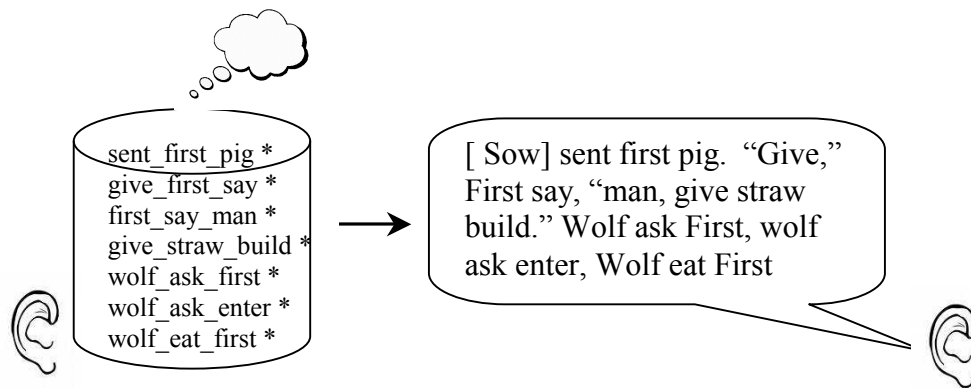 sent_first_pig *
give_first_say *
first_say_man *
give_straw_build *
wolf_ask_first *
wolf_ask_enter *
wolf_eat_first *
[ Sow] sent first pig.  “Give,”
First say, “man, give straw
build.” Wolf ask First, wolf
ask enter, Wolf eat First